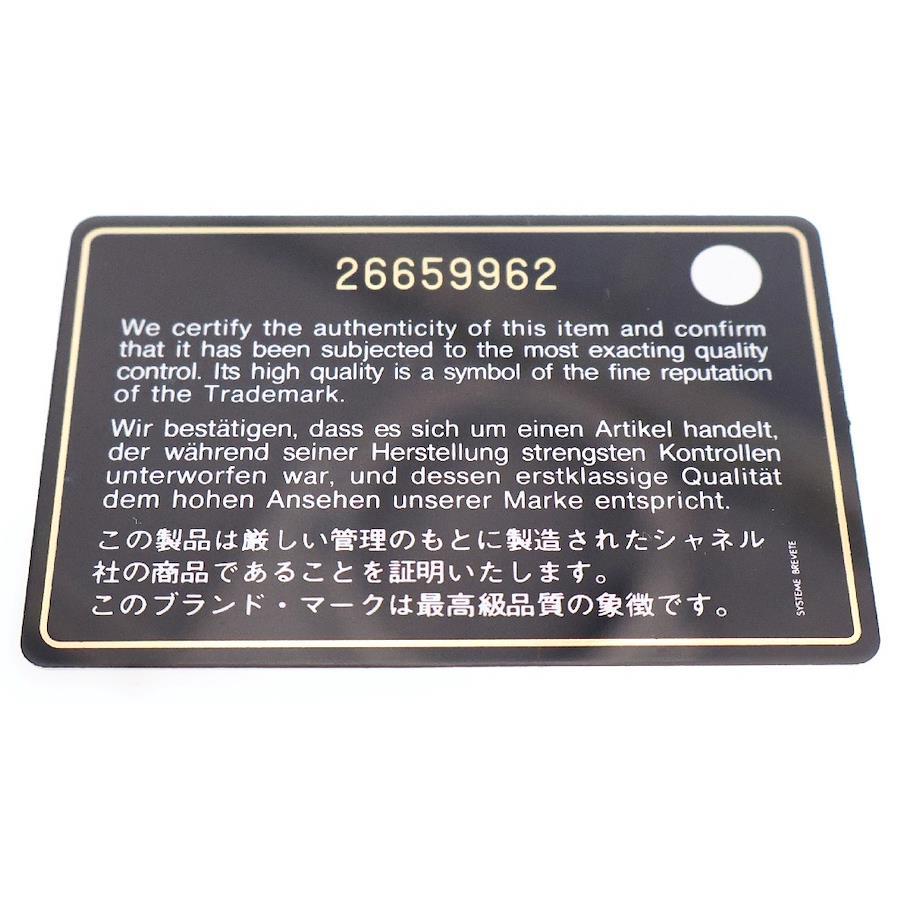 26659962
We certify the authenticity of this item and confirm
that it has been subjected to the most exacting quality
control. Its high quality is a symbol of the fine reputation
of the Trademark.
Wir bestätigen, dass es sich um einen Artikel handelt,
der während seiner Herstellung strengsten Kontrollen
unterworfen war, und dessen erstklassige Qualität
dem hohen Ansehen unserer Marke entspricht.
この製品は厳しい管理のもとに製造されたシャネル
社の商品であることを証明いたします。
このブランド・マークは最高級品質の象徴です。
SYSTEME BREVETE